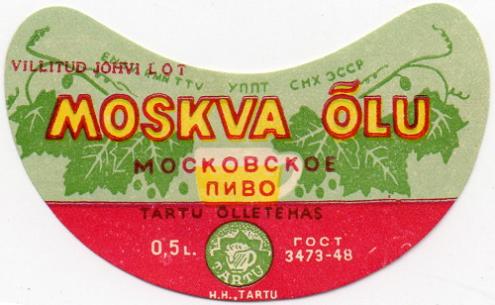 VILLITUD JÕHVI LOT
TTV УППТ СНХ ЭССР
MOSKVA ÕLU
МОСКОВСКОЕ
ПИВО
TARTU ÕLLETEHAS
0,5 L.
TARTU
ГОСТ
3473-48
H.H., TARTU